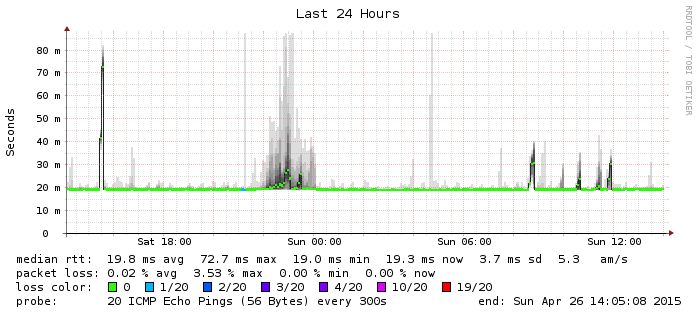 Last 24 Hours
RRDTOOL / TOBI OETIKER
Seconds
80 m
70 m
60 m
50 m
40 m
30 m
20 m
10 m
0
Sat 18:00 Sun 00:00 Sun 06:00 Sun 12:00
median rtt: 19.8 ms avg 72.7 ms max 19.0 ms min 19.3 ms now 3.7 ms sd 5.3 am/s
packet loss: 0.02 % avg 3.53 % max 0.00 % min 0.00 % now
loss color: 0 1/20 2/20 3/20 4/20 10/20 19/20
probe: 20 ICMP Echo Pings (56 Bytes) every 300s end: Sun Apr 26 14:05:08 2015